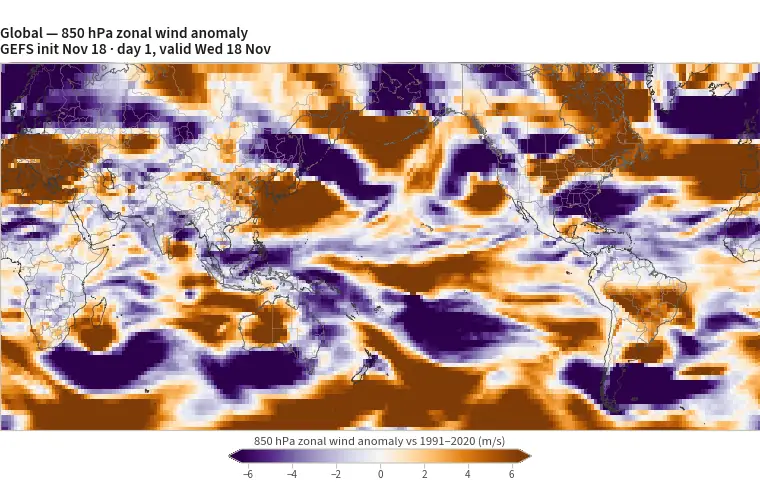 Global — 850 hPa zonal wind anomaly
GEFS init Nov 18 · day 1, valid Wed 18 Nov
850 hPa zonal wind anomaly vs 1991–2020 (m/s)
−6 −4 −2 0 2 4 6